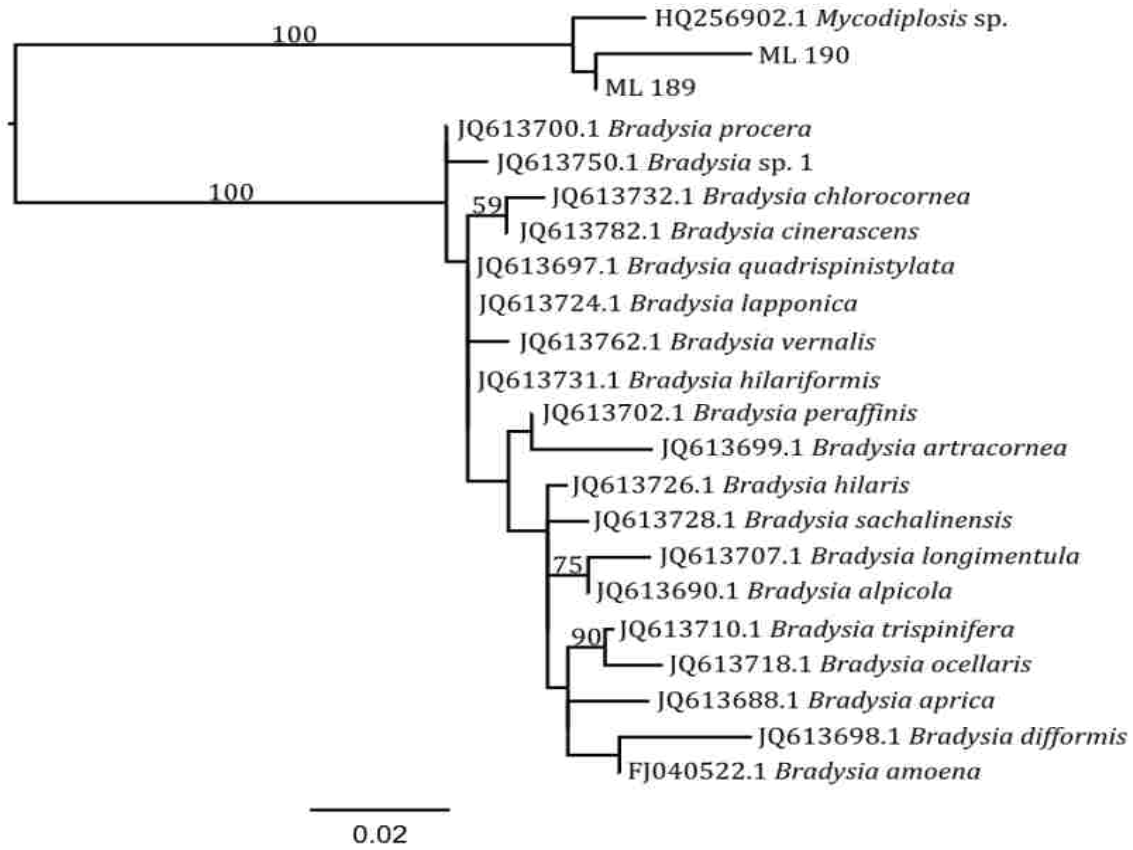 HQ256902.1 Mycodiplosis sp.
100
ML 190
ML 189
JQ613700.1 Bradysia procera
JQ613750.1 Bradysia sp. 1
100
59
JQ613732.1 Bradysia chlorocornea
JQ613782.1 Bradysia cinerascens
JQ613697.1 Bradysia quadrispinistylata
JQ613724.1 Bradysia lapponica
JQ613762.1 Bradysia vernalis
JQ613731.1 Bradysia hilariformis
JQ613702.1 Bradysia peraffinis
JQ613699.1 Bradysia artracornea
JQ613726.1 Bradysia hilaris
JQ613728.1 Bradysia sachalinensis
75
JQ613707.1 Bradysia longimentula
JQ613690.1 Bradysia alpicola
90
JQ613710.1 Bradysia trispinifera
JQ613718.1 Bradysia ocellaris
JQ613688.1 Bradysia aprica
JQ613698.1 Bradysia difformis
FJ040522.1 Bradysia amoena
0.02